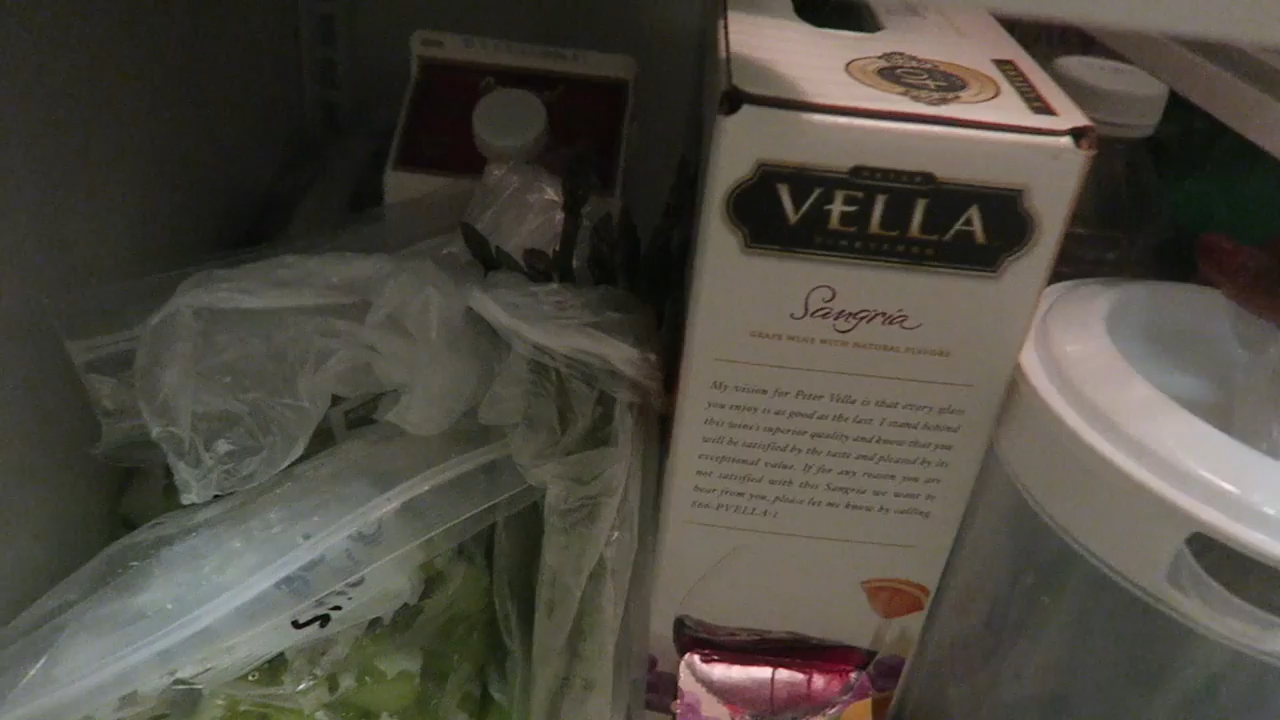 PETER
VELLA
VINEYARDS
Sangria
GRAPE WINE WITH NATURAL FLAVORS
My vision for Peter Vella is that every glass
you enjoy is as good as the last. I stand behind
this wine's superior quality and know that you
will be satisfied by the taste and pleased by its
exceptional value. If for any reason you are
not satisfied with this Sangria we want to
hear from you, please let me know by calling
866-PVELLA-1